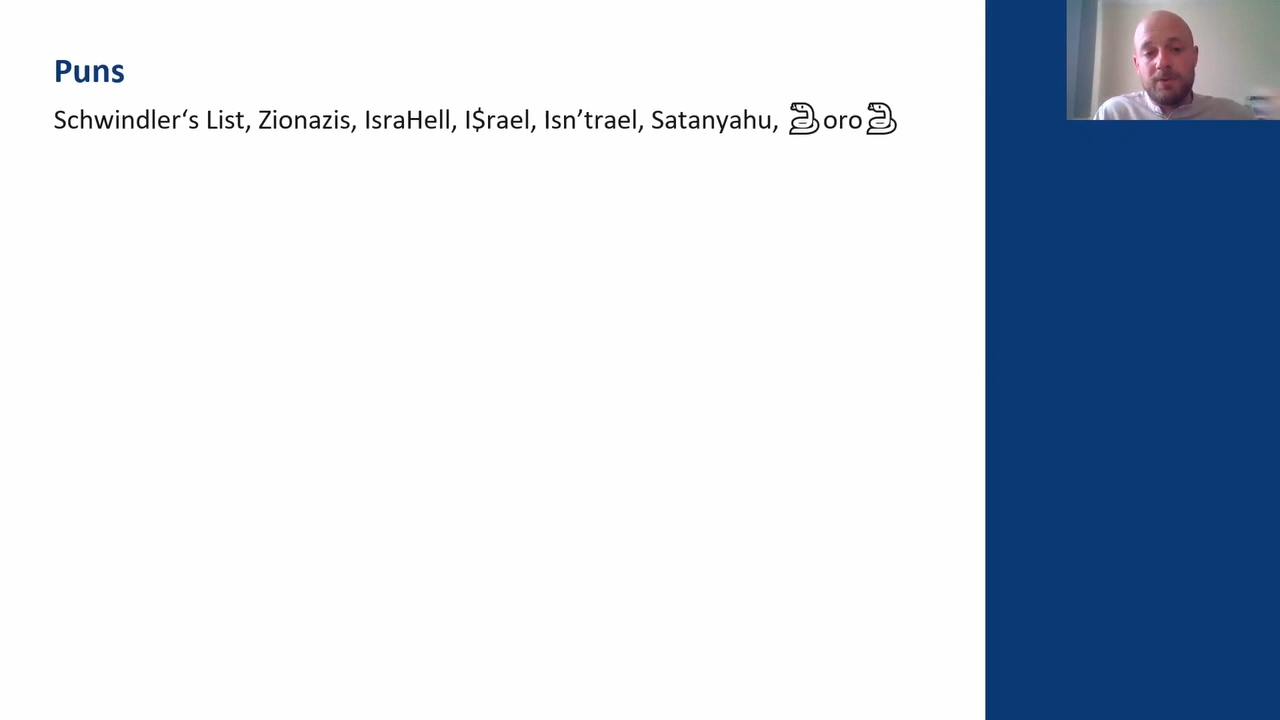 Puns
Schwindler‘s List, Zionazis, IsraHell, I$rael, Isn’trael, Satanyahu, 🐍oro🐍